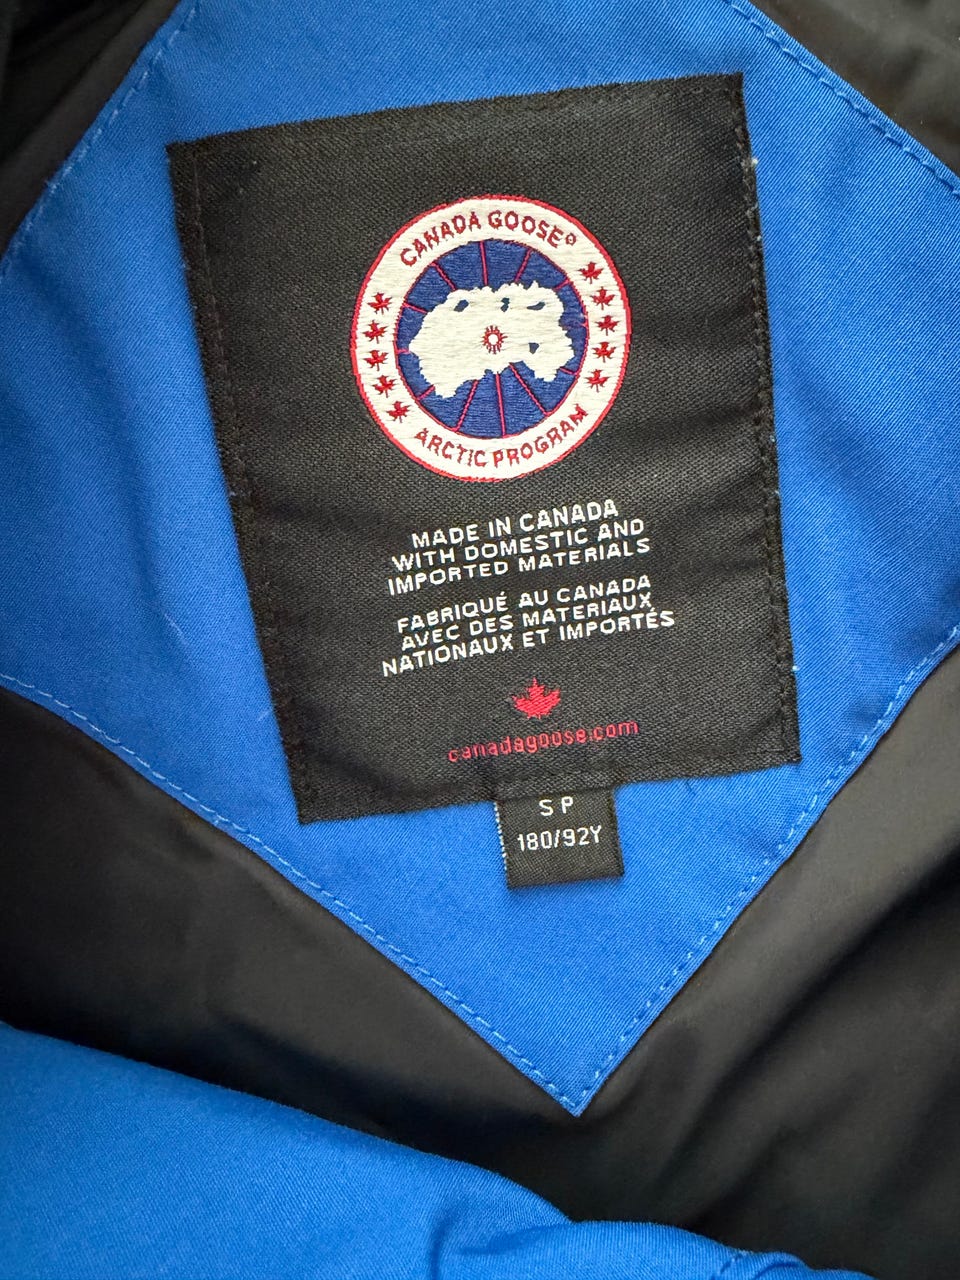 CANADA GOOSE®
ARCTIC PROGRAM
MADE IN CANADA
WITH DOMESTIC AND
IMPORTED MATERIALS
FABRIQUÉ AU CANADA
AVEC DES MATERIAUX
NATIONAUX ET IMPORTÉS
canadagoose.com
S P
180/92Y